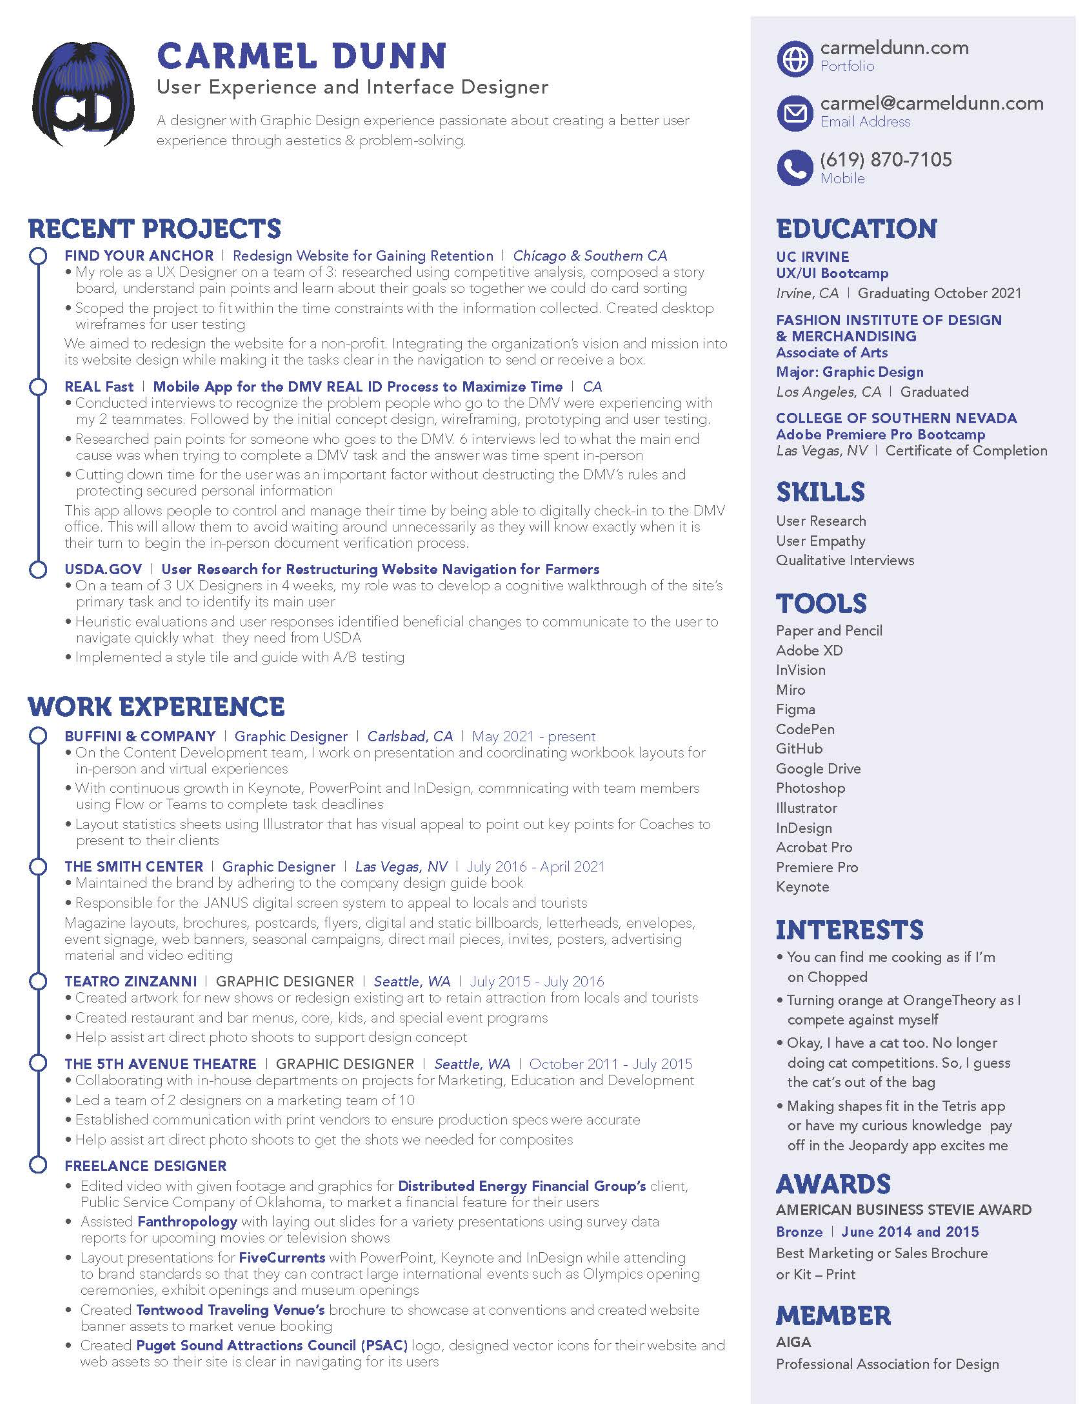 CD
CARMEL DUNN
User Experience and Interface Designer
A designer with Graphic Design experience passionate about creating a better user
experience through aestetics & problem-solving.
carmeldunn.com
Portfolio
carmel@carmeldunn.com
Email Address
(619) 870-7105
Mobile
RECENT PROJECTS
FIND YOUR ANCHOR | Redesign Website for Gaining Retention | Chicago & Southern CA
• My role as a UX Designer on a team of 3: researched using competitive analysis, composed a story
board, understand pain points and learn about their goals so together we could do card sorting
• Scoped the project to fit within the time constraints with the information collected. Created desktop
wireframes for user testing
We aimed to redesign the website for a non-profit. Integrating the organization's vision and mission into
its website design while making it the tasks clear in the navigation to send or receive a box.
REAL Fast | Mobile App for the DMV REAL ID Process to Maximize Time | CA
• Conducted interviews to recognize the problem people who go to the DMV were experiencing with
my 2 teammates. Followed by the initial concept design, wireframing, prototyping and user testing.
• Researched pain points for someone who goes to the DMV. 6 interviews led to what the main end
cause was when trying to complete a DMV task and the answer was time spent in-person
• Cutting down time for the user was an important factor without destructing the DMV's rules and
protecting secured personal information
This app allows people to control and manage their time by being able to digitally check-in to the DMV
office. This will allow them to avoid waiting around unnecessarily as they will know exactly when it is
their turn to begin the in-person document verification process.
USDA.GOV | User Research for Restructuring Website Navigation for Farmers
• On a team of 3 UX Designers in 4 weeks, my role was to develop a cognitive walkthrough of the site's
primary task and to identify its main user
• Heuristic evaluations and user responses identified beneficial changes to communicate to the user to
navigate quickly what they need from USDA
• Implemented a style tile and guide with A/B testing
WORK EXPERIENCE
BUFFINI & COMPANY | Graphic Designer | Carlsbad, CA | May 2021 - present
• On the Content Development team, I work on presentation and coordinating workbook layouts for
in-person and virtual experiences
• With continuous growth in Keynote, PowerPoint and InDesign, commnicating with team members
using Flow or Teams to complete task deadlines
• Layout statistics sheets using Illustrator that has visual appeal to point out key points for Coaches to
present to their clients
THE SMITH CENTER | Graphic Designer | Las Vegas, NV | July 2016 - April 2021
• Maintained the brand by adhering to the company design guide book
• Responsible for the JANUS digital screen system to appeal to locals and tourists
Magazine layouts, brochures, postcards, flyers, digital and static billboards, letterheads, envelopes,
event signage, web banners, seasonal campaigns, direct mail pieces, invites, posters, advertising
material and video editing
TEATRO ZINZANNI | GRAPHIC DESIGNER | Seattle, WA | July 2015 - July 2016
• Created artwork for new shows or redesign existing art to retain attraction from locals and tourists
• Created restaurant and bar menus, core, kids, and special event programs
• Help assist art direct photo shoots to support design concept
THE 5TH AVENUE THEATRE | GRAPHIC DESIGNER | Seattle, WA | October 2011 - July 2015
• Collaborating with in-house departments on projects for Marketing, Education and Development
• Led a team of 2 designers on a marketing team of 10
• Established communication with print vendors to ensure production specs were accurate
• Help assist art direct photo shoots to get the shots we needed for composites
FREELANCE DESIGNER
• Edited video with given footage and graphics for Distributed Energy Financial Group's client,
Public Service Company of Oklahoma, to market a financial feature for their users
• Assisted Fanthropology with laying out slides for a variety presentations using survey data
reports for upcoming movies or television shows
• Layout presentations for FiveCurrents with PowerPoint, Keynote and InDesign while attending
to brand standards so that they can contract large international events such as Olympics opening
ceremonies, exhibit openings and museum openings
• Created Tentwood Traveling Venue's brochure to showcase at conventions and created website
banner assets to market venue booking
• Created Puget Sound Attractions Council (PSAC) logo, designed vector icons for their website and
web assets so their site is clear in navigating for its users
EDUCATION
UC IRVINE
UX/UI Bootcamp
Irvine, CA | Graduating October 2021
FASHION INSTITUTE OF DESIGN
& MERCHANDISING
Associate of Arts
Major: Graphic Design
Los Angeles, CA | Graduated
COLLEGE OF SOUTHERN NEVADA
Adobe Premiere Pro Bootcamp
Las Vegas, NV | Certificate of Completion
SKILLS
User Research
User Empathy
Qualitative Interviews
TOOLS
Paper and Pencil
Adobe XD
InVision
Miro
Figma
CodePen
GitHub
Google Drive
Photoshop
Illustrator
InDesign
Acrobat Pro
Premiere Pro
Keynote
INTERESTS
• You can find me cooking as if I'm
on Chopped
• Turning orange at OrangeTheory as I
compete against myself
• Okay, I have a cat too. No longer
doing cat competitions. So, I guess
the cat's out of the bag
• Making shapes fit in the Tetris app
or have my curious knowledge pay
off in the Jeopardy app excites me
AWARDS
AMERICAN BUSINESS STEVIE AWARD
Bronze | June 2014 and 2015
Best Marketing or Sales Brochure
or Kit – Print
MEMBER
AIGA
Professional Association for Design